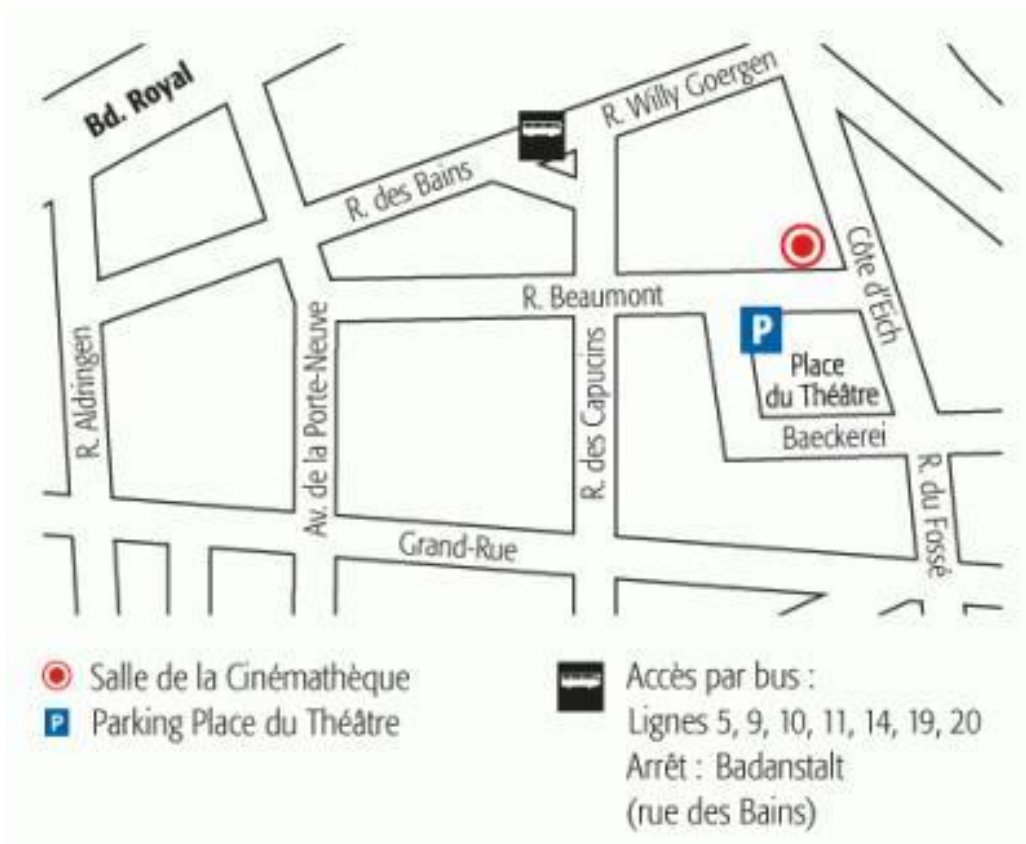 Bd. Royal
R. Willy Goergen
R. des Bains
Côte d'Eich
R. Beaumont
P
Place
du Théâtre
Baeckerei
R. Aldringen
Av. de la Porte-Neuve
R. des Capucins
R. du Fossé
Grand-Rue
Salle de la Cinémathèque
P Parking Place du Théâtre
Accès par bus :
Lignes 5, 9, 10, 11, 14, 19, 20
Arrêt : Badanstalt
(rue des Bains)